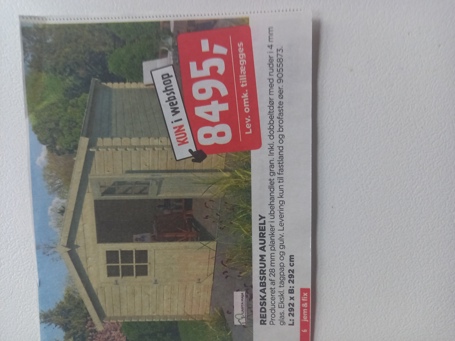 KUN i webshop
8495,-
Lev. omk. tillægges
REDSKABSRUM AURELY
Produceret af 28 mm planker i ubehandlet gran. Inkl. dobbeltdør med ruder i 4 mm
glas. Ekskl. tagpap og gulv. Levering kun til fastland og brofaste øer. 9055873.
L: 292 x B: 292 cm
jem & fix